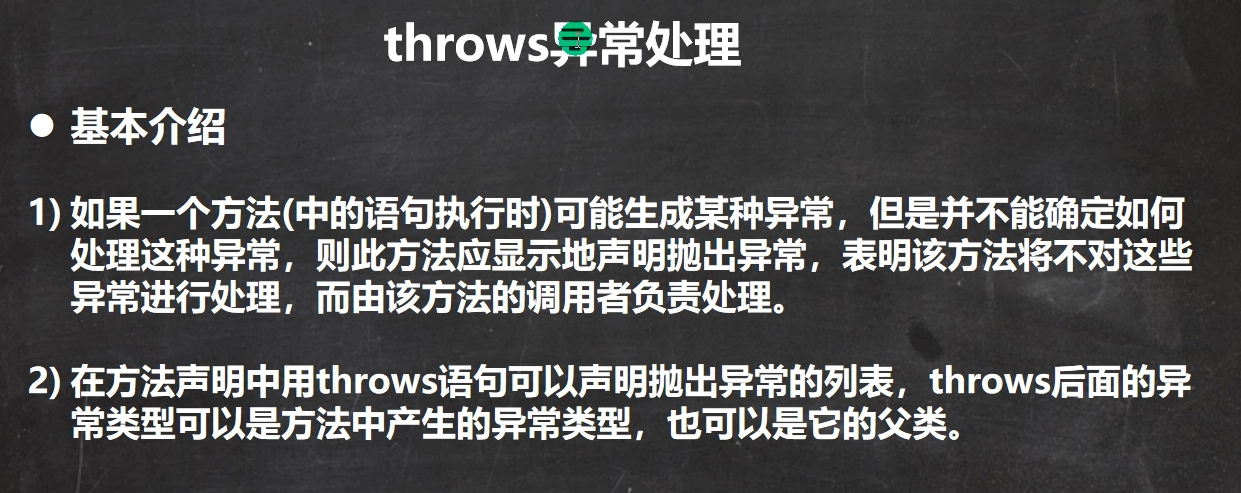 throws异常处理
● 基本介绍
1) 如果一个方法(中的语句执行时)可能生成某种异常，但是并不能确定如何
处理这种异常，则此方法应显示地声明抛出异常，表明该方法将不对这些
异常进行处理，而由该方法的调用者负责处理。
2) 在方法声明中用throws语句可以声明抛出异常的列表，throws后面的异
常类型可以是方法中产生的异常类型，也可以是它的父类。